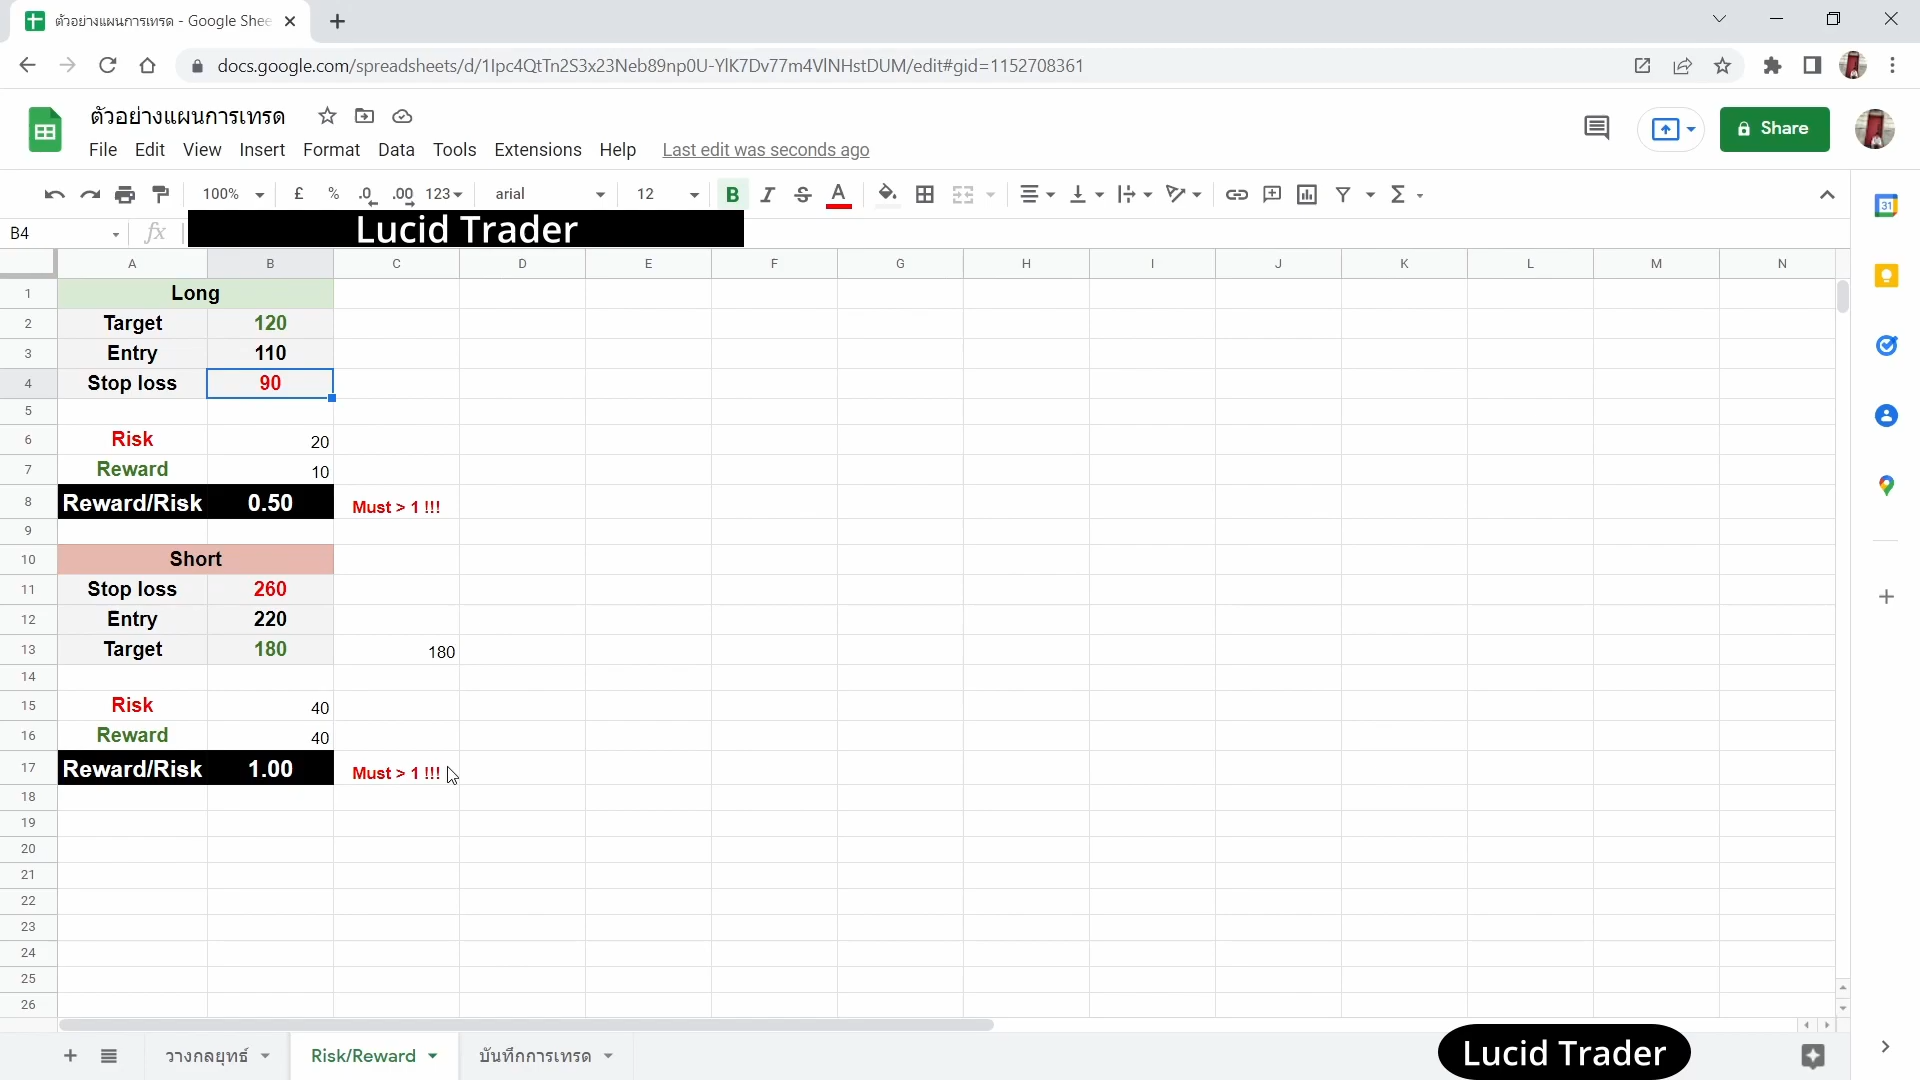 ตัวอย่างแผนการเทรด - Google Shee
docs.google.com/spreadsheets/d/1Ipc4QtTn2S3x23Neb89np0U-YlK7Dv77m4VlNHstDUM/edit#gid=1152708361
ตัวอย่างแผนการเทรด
File Edit View Insert Format Data Tools Extensions Help Last edit was seconds ago
Share
100% £ % .0 .00 123 arial 12 B I S A
B4 fx Lucid Trader
A B C D E F G H I J K L M N
1 Long
2 Target 120
3 Entry 110
4 Stop loss 90
5
6 Risk 20
7 Reward 10
8 Reward/Risk 0.50 Must > 1 !!!
9
10 Short
11 Stop loss 260
12 Entry 220
13 Target 180 180
14
15 Risk 40
16 Reward 40
17 Reward/Risk 1.00 Must > 1 !!!
18
19
20
21
22
23
24
25
26
วางกลยุทธ์ Risk/Reward บันทึกการเทรด
Lucid Trader
31